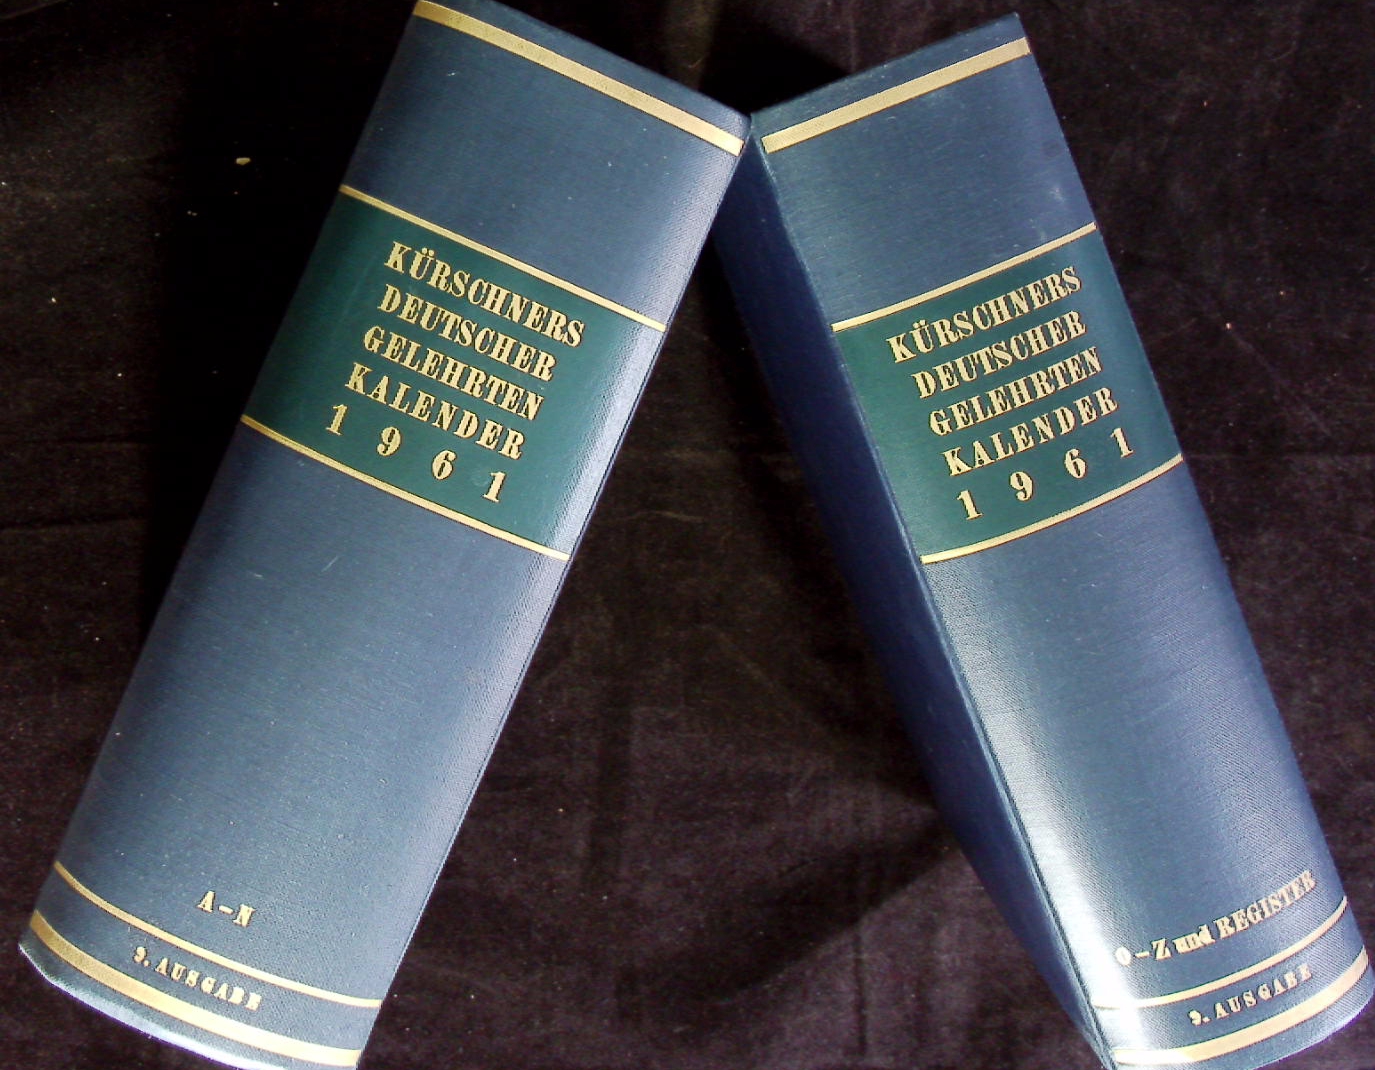 KÜRSCHNERS
DEUTSCHER
GELEHRTEN
KALENDER
1961
A-N
9. AUSGABE
KÜRSCHNERS
DEUTSCHER
GELEHRTEN
KALENDER
1961
O-Z und REGISTER
9. AUSGABE